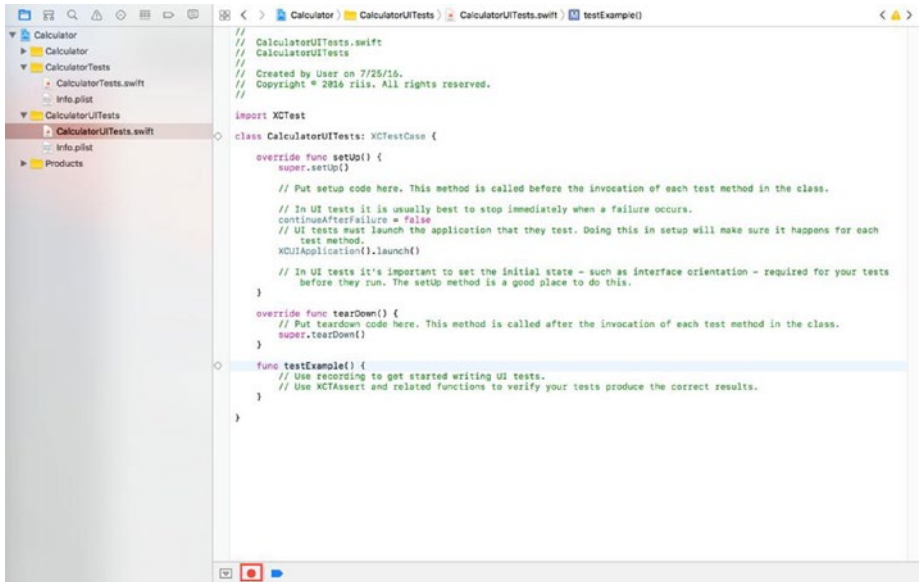 Calculator
Calculator
CalculatorTests
CalculatorTests.swift
Info.plist
CalculatorUITests
CalculatorUITests.swift
Info.plist
Products
Calculator CalculatorUITests CalculatorUITests.swift M testExample()
//
// CalculatorUITests.swift
// CalculatorUITests
//
// Created by User on 7/25/16.
// Copyright © 2016 riis. All rights reserved.
//
import XCTest
class CalculatorUITests: XCTestCase {
override func setUp() {
super.setUp()
// Put setup code here. This method is called before the invocation of each test method in the class.
// In UI tests it is usually best to stop immediately when a failure occurs.
continueAfterFailure = false
// UI tests must launch the application that they test. Doing this in setup will make sure it happens for each
test method.
XCUIApplication().launch()
// In UI tests it's important to set the initial state - such as interface orientation - required for your tests
before they run. The setUp method is a good place to do this.
}
override func tearDown() {
// Put teardown code here. This method is called after the invocation of each test method in the class.
super.tearDown()
}
func testExample() {
// Use recording to get started writing UI tests.
// Use XCTAssert and related functions to verify your tests produce the correct results.
}
}